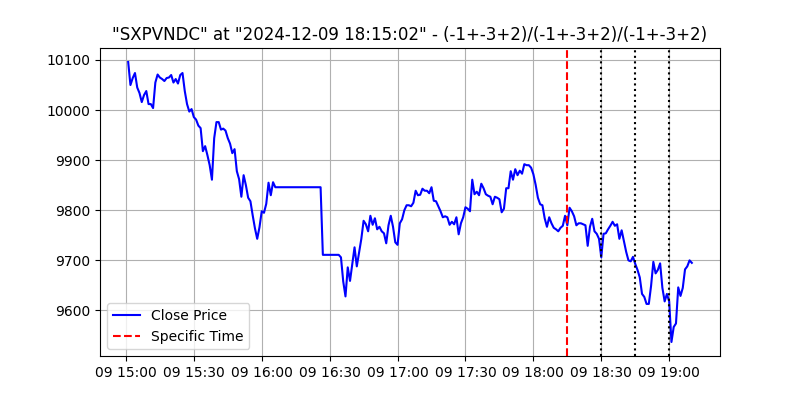 "SXPVNDC" at "2024-12-09 18:15:02" - (-1+-3+2)/(-1+-3+2)/(-1+-3+2)
10100
10000
9900
9800
9700
9600
Close Price
Specific Time
09 15:00 09 15:30 09 16:00 09 16:30 09 17:00 09 17:30 09 18:00 09 18:30 09 19:00